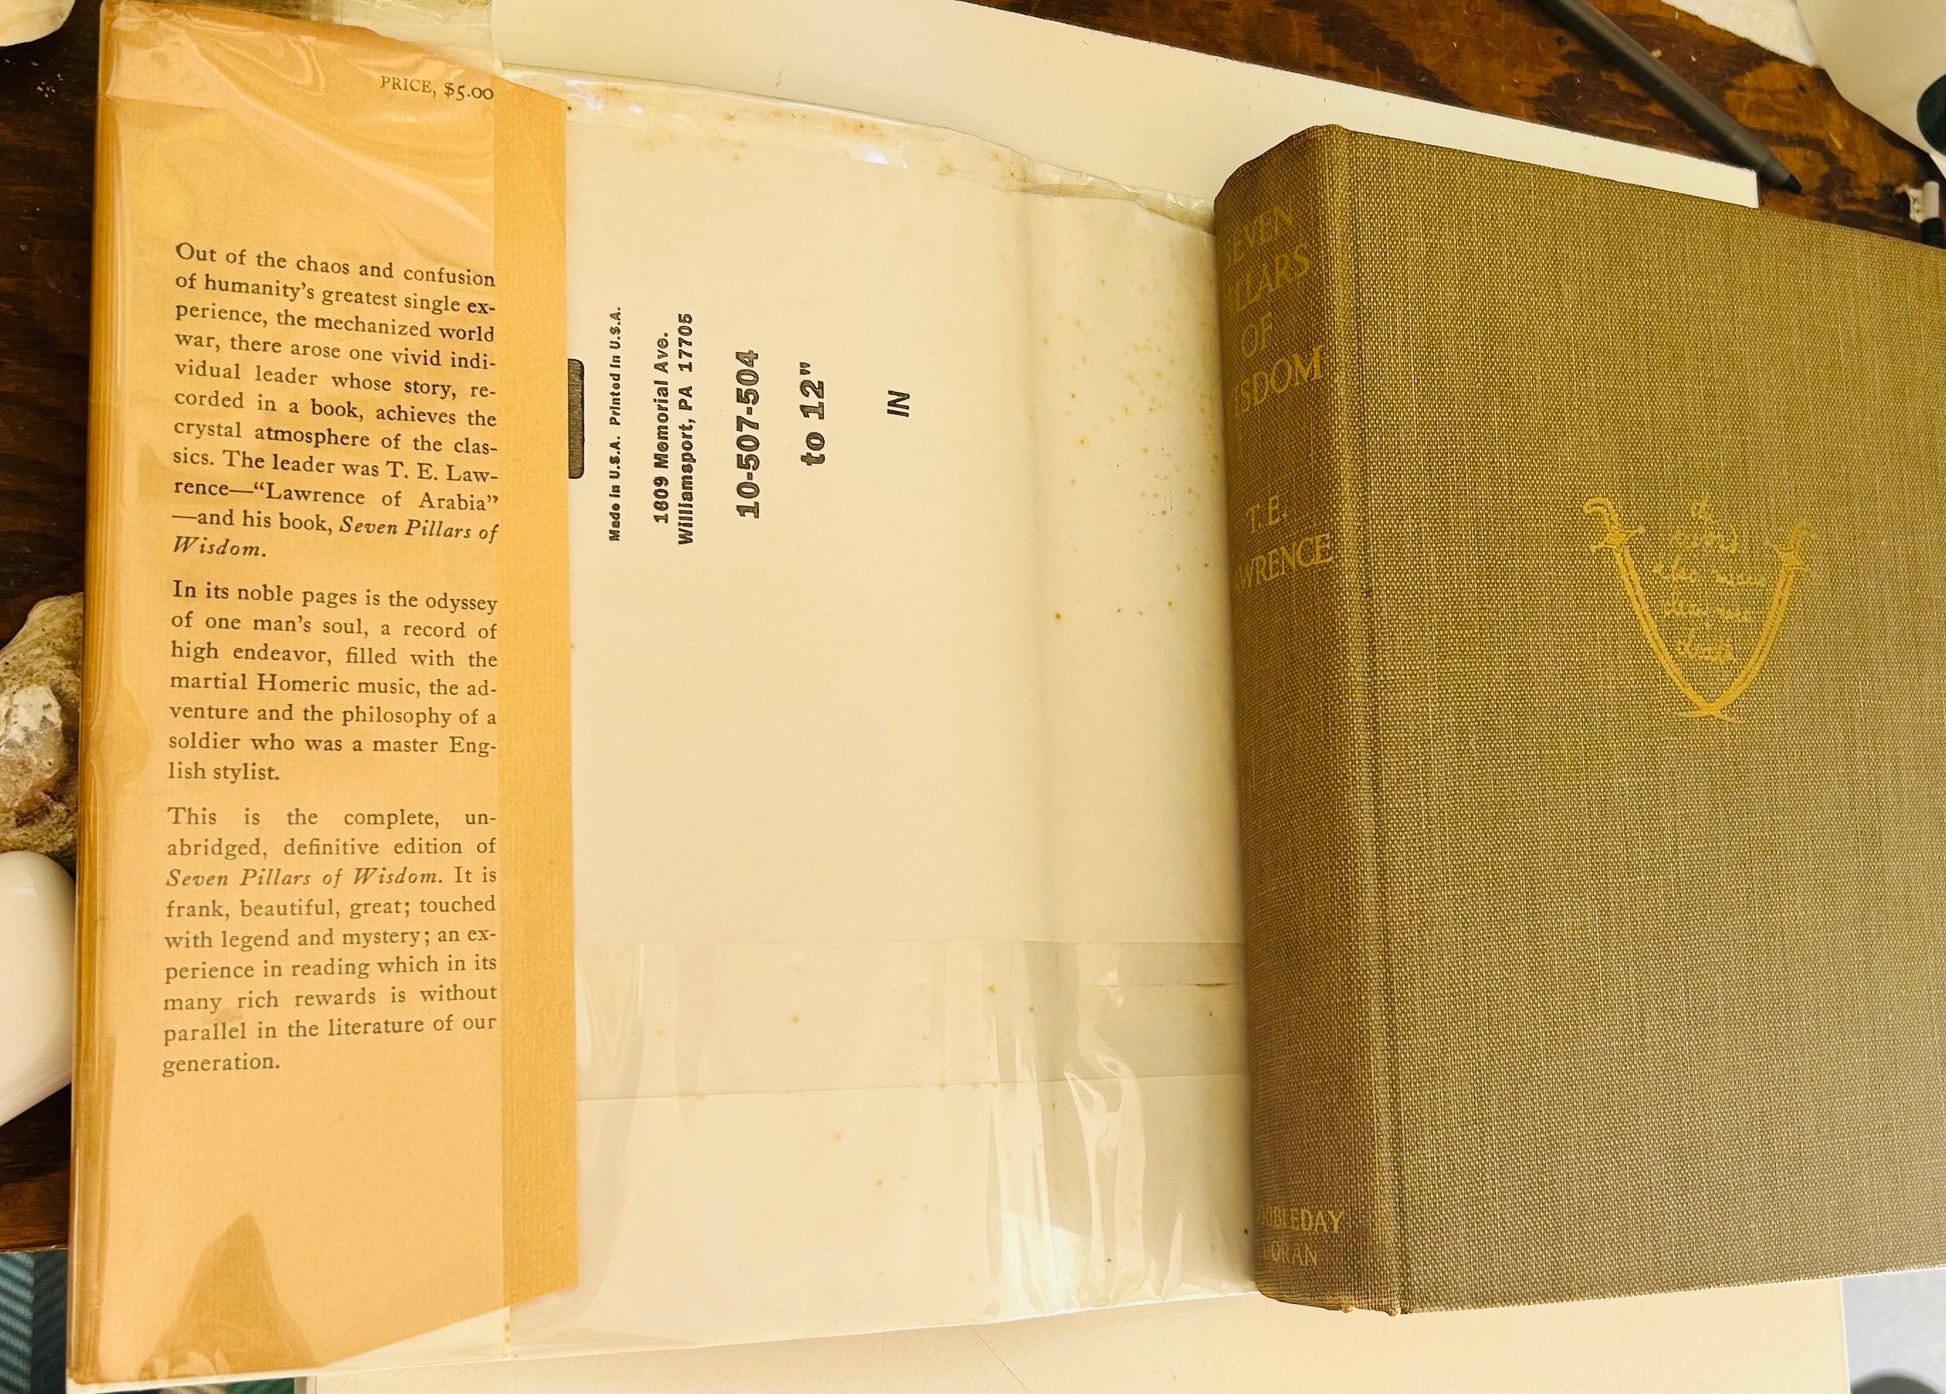 PRICE, $5.00
Out of the chaos and confusion
of humanity's greatest single ex-
perience, the mechanized world
war, there arose one vivid indi-
vidual leader whose story, re-
corded in a book, achieves the
crystal atmosphere of the clas-
sics. The leader was T. E. Law-
rence—“Lawrence of Arabia”
—and his book, Seven Pillars of
Wisdom.
In its noble pages is the odyssey
of one man's soul, a record of
high endeavor, filled with the
martial Homeric music, the ad-
venture and the philosophy of a
soldier who was a master Eng-
lish stylist.
This is the complete, un-
abridged, definitive edition of
Seven Pillars of Wisdom. It is
frank, beautiful, great; touched
with legend and mystery; an ex-
perience in reading which in its
many rich rewards is without
parallel in the literature of our
generation.
Made in U.S.A. Printed in U.S.A.
1609 Memorial Ave.
Williamsport, PA 17705
10-507-504
to 12"
IN
SEVEN
ILLARS
OF
ISDOM
T. E.
AWRENCE
OUBLEDAY
DORAN